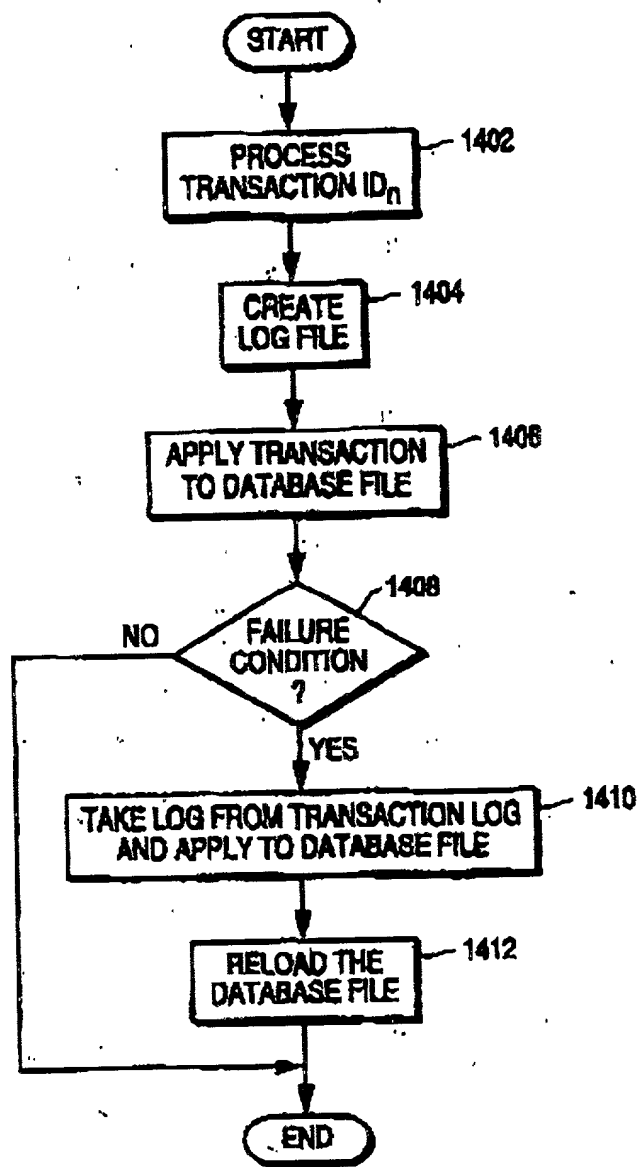 START
PROCESS
TRANSACTION IDn
1402
CREATE
LOG FILE
1404
APPLY TRANSACTION
TO DATABASE FILE
1406
FAILURE
CONDITION
?
1408
NO
YES
TAKE LOG FROM TRANSACTION LOG
AND APPLY TO DATABASE FILE
1410
RELOAD THE
DATABASE FILE
1412
END